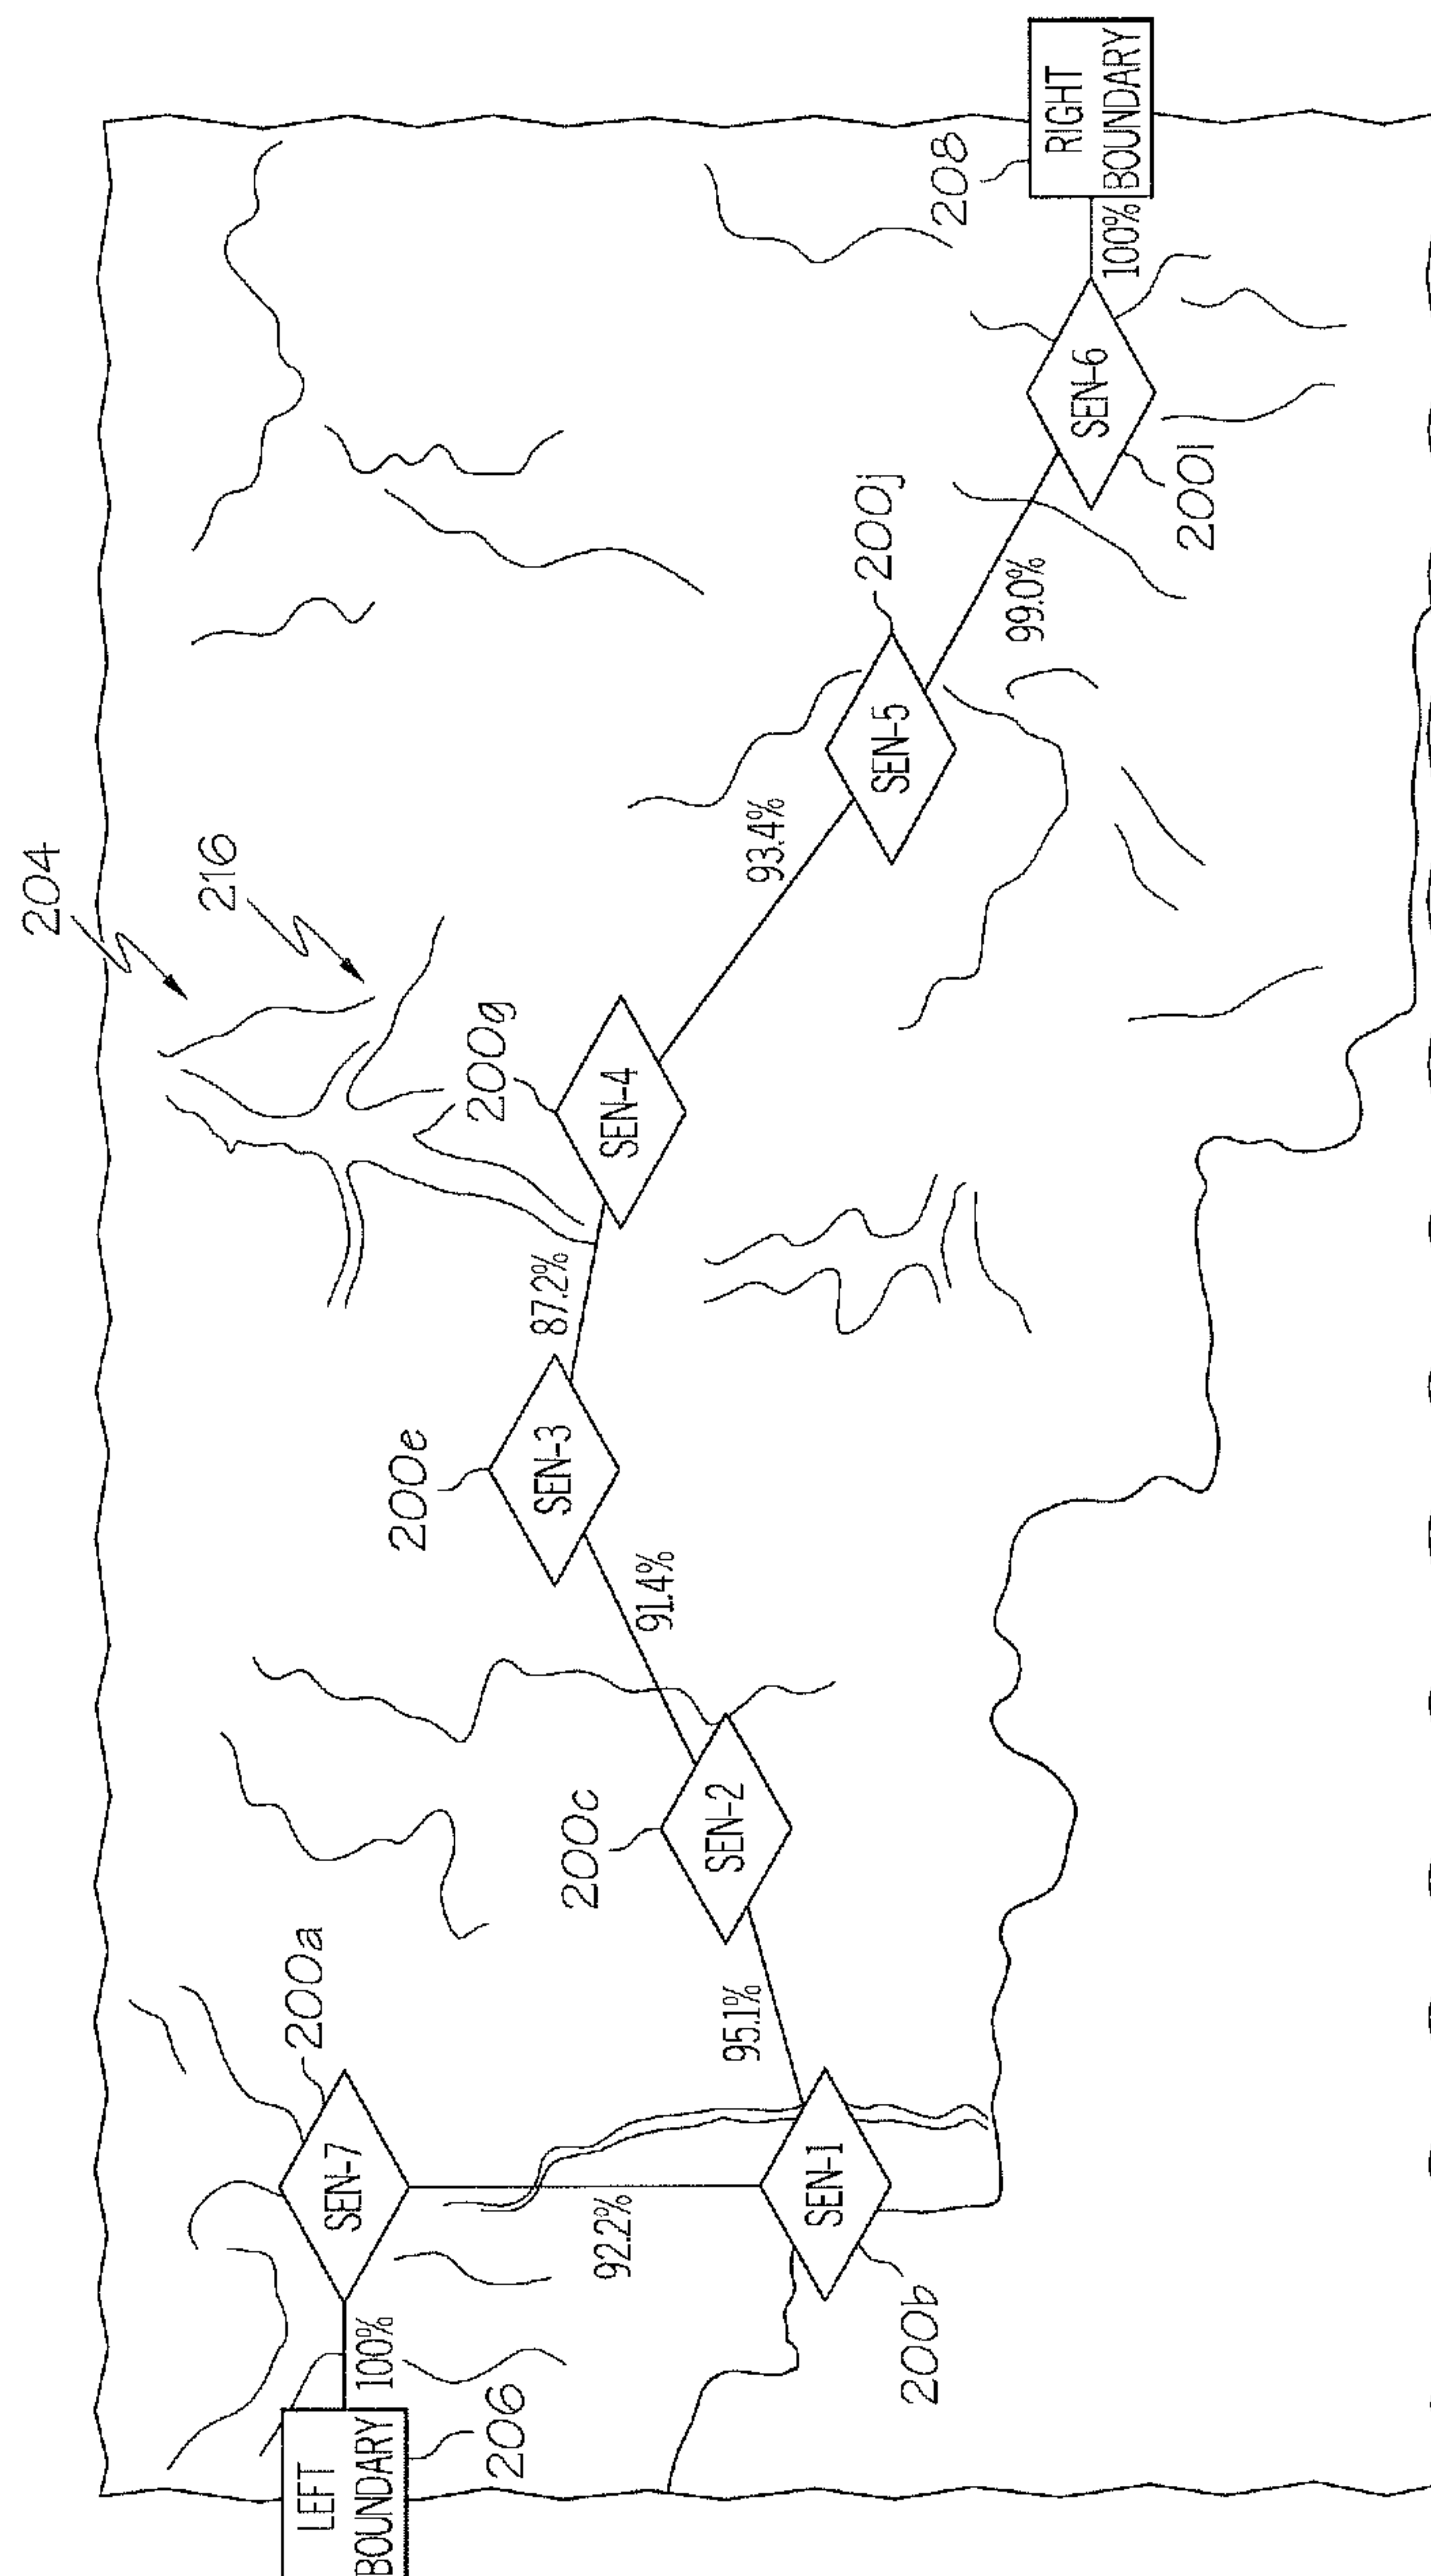 204
216
LEFT
BOUNDARY
206
100%
SEN-7
200a
92.2%
SEN-1
200b
95.1%
SEN-2
200c
91.4%
SEN-3
200e
87.2%
SEN-4
200g
93.4%
SEN-5
200j
99.0%
SEN-6
100%
RIGHT
BOUNDARY
208